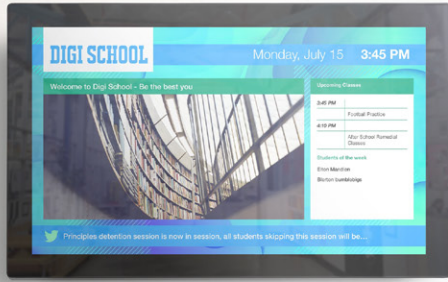 DIGI SCHOOL
Monday, July 15 3:45 PM
Welcome to Digi School - Be the best you
Upcoming Classes
3:45 PM
Football Practice
4:10 PM
After School Remedial
Classes
Students of the week
Principles detention session is now in session, all students skipping this session will be....